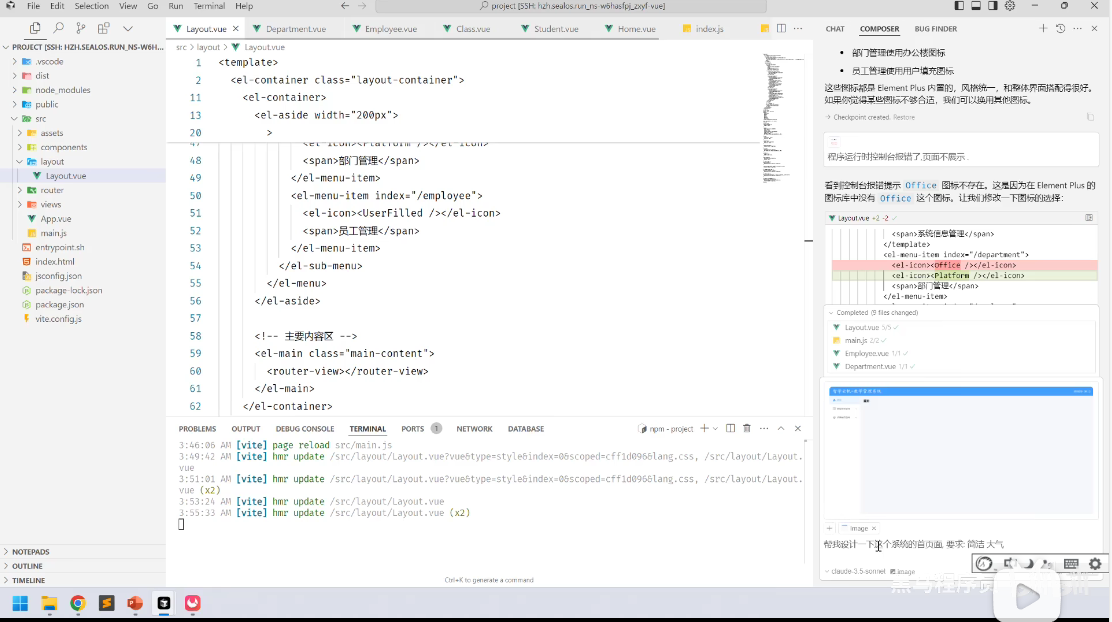 File Edit Selection View Go Run Terminal Help
project [SSH: hzh.sealos.run_ns-w6hasfpj_zxyf-vue]
PROJECT [SSH: HZH.SEALOS.RUN_NS-W6H...
.vscode
dist
node_modules
public
src
assets
components
layout
Layout.vue
router
views
App.vue
main.js
entrypoint.sh
index.html
jsconfig.json
package-lock.json
package.json
vite.config.js
NOTEPADS
OUTLINE
TIMELINE
Layout.vue Department.vue Employee.vue Class.vue Student.vue Home.vue index.js
src > layout > Layout.vue
1 <template>
2 <el-container class="layout-container">
11 <el-container>
13 <el-aside width="200px">
20 >
47 <el-icon><Platform /></el-icon>
48 <span>部门管理</span>
49 </el-menu-item>
50 <el-menu-item index="/employee">
51 <el-icon><UserFilled /></el-icon>
52 <span>员工管理</span>
53 </el-menu-item>
54 </el-sub-menu>
55 </el-menu>
56 </el-aside>
57
58 <!-- 主要内容区 -->
59 <el-main class="main-content">
60 <router-view></router-view>
61 </el-main>
62 </el-container>
PROBLEMS OUTPUT DEBUG CONSOLE TERMINAL PORTS 1 NETWORK DATABASE
npm - project
3:46:06 AM [vite] page reload src/main.js
3:49:42 AM [vite] hmr update /src/layout/Layout.vue?vue&type=style&index=0&scoped=cff1d096&lang.css, /src/layout/Layout.
vue
3:51:01 AM [vite] hmr update /src/layout/Layout.vue?vue&type=style&index=0&scoped=cff1d096&lang.css, /src/layout/Layout.
vue (x2)
3:53:24 AM [vite] hmr update /src/layout/Layout.vue
3:55:33 AM [vite] hmr update /src/layout/Layout.vue (x2)
Ctrl+K to generate a command
CHAT COMPOSER BUG FINDER
• 部门管理使用办公楼图标
• 员工管理使用用户填充图标
这些图标都是 Element Plus 内置的，风格统一，和整体界面搭配得很好。
如果你觉得某些图标不够合适，我们可以换用其他图标。
Checkpoint created. Restore
程序运行时控制台报错了,页面不展示 .
看到控制台报错提示 Office 图标不存在。这是因为在 Element Plus 的
图标库中没有 Office 这个图标。让我们修改一下图标的选择：
Layout.vue +2 -2
<span>系统信息管理</span>
</template>
<el-menu-item index="/department">
<el-icon><Office /></el-icon>
<el-icon><Platform /></el-icon>
<span>部门管理</span>
</el-menu-item>
Completed (9 files changed)
Layout.vue 5/5
main.js 2/2
Employee.vue 1/1
Department.vue 1/1
image
帮我设计一下这个系统的首页面, 要求: 简洁 大气
claude-3.5-sonnet image
黑马程序员